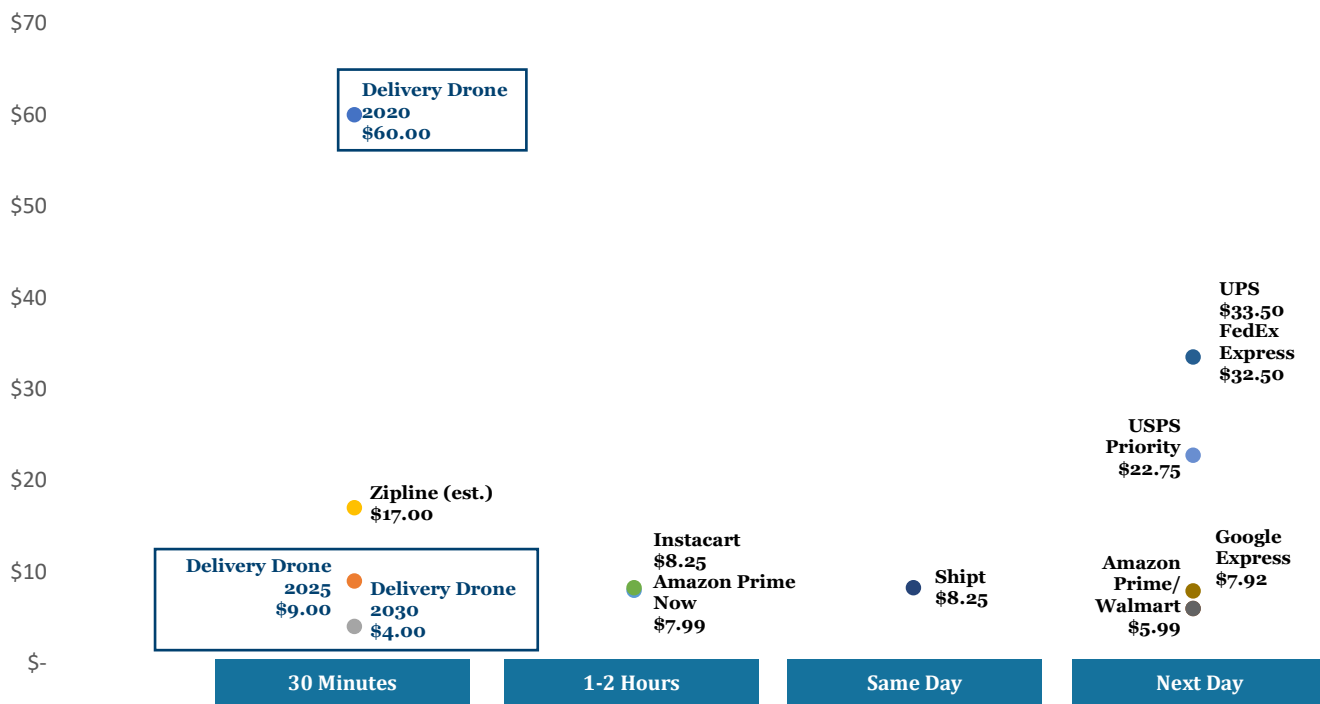 $70
$60
$50
$40
$30
$20
$10
$-
Delivery Drone
2020
$60.00
Zipline (est.)
$17.00
Delivery Drone
2025
$9.00
Delivery Drone
2030
$4.00
Instacart
$8.25
Amazon Prime
Now
$7.99
Shipt
$8.25
UPS
$33.50
FedEx
Express
$32.50
USPS
Priority
$22.75
Google
Express
$7.92
Amazon
Prime/
Walmart
$5.99
30 Minutes
1-2 Hours
Same Day
Next Day